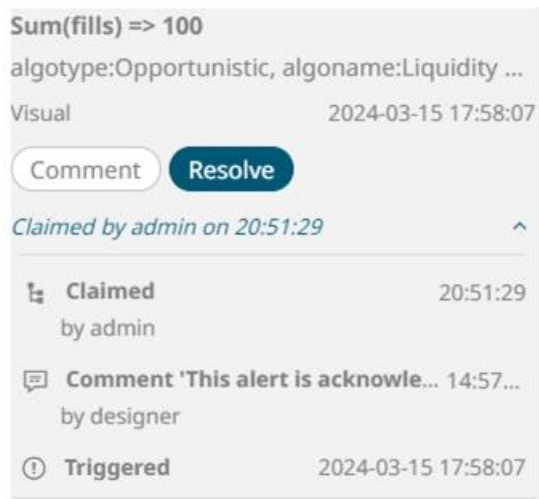 Sum(fills) => 100
algotype:Opportunistic, algoname:Liquidity ...
Visual 2024-03-15 17:58:07
Comment Resolve
Claimed by admin on 20:51:29
Claimed 20:51:29
by admin
Comment 'This alert is acknowle... 14:57...
by designer
Triggered 2024-03-15 17:58:07